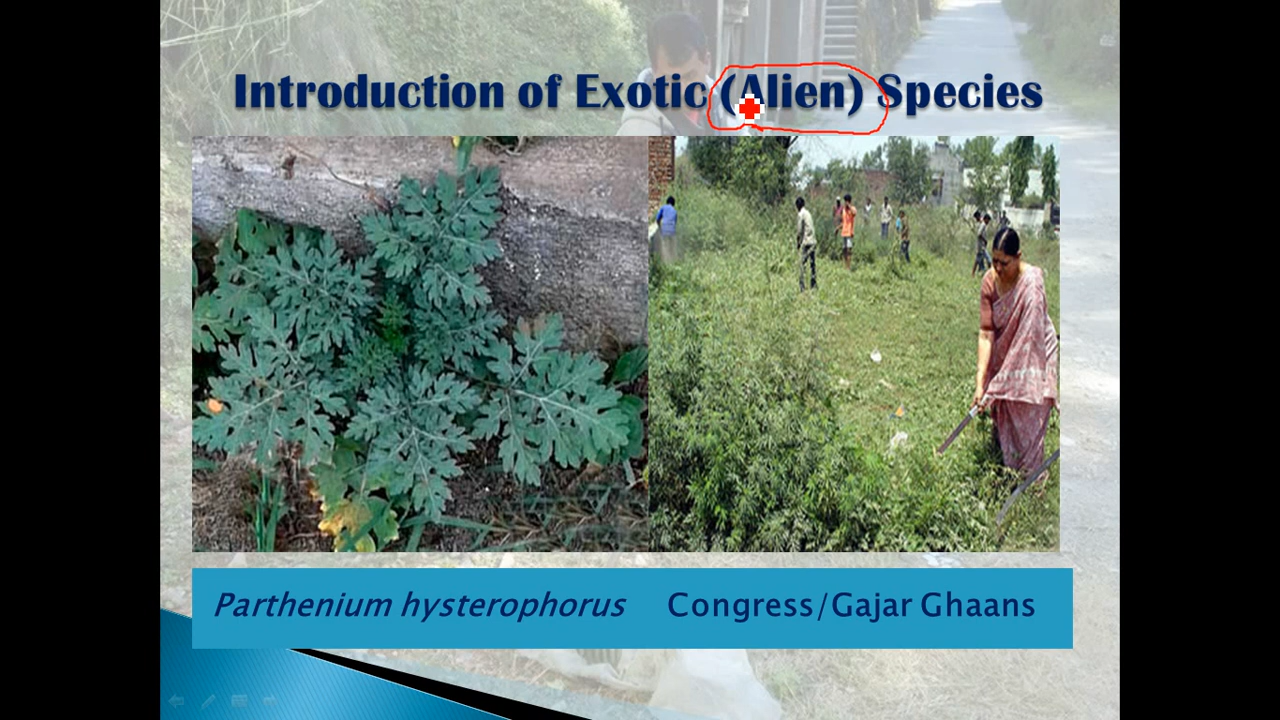 Introduction of Exotic (Alien) Species
Parthenium hysterophorus Congress/Gajar Ghaans